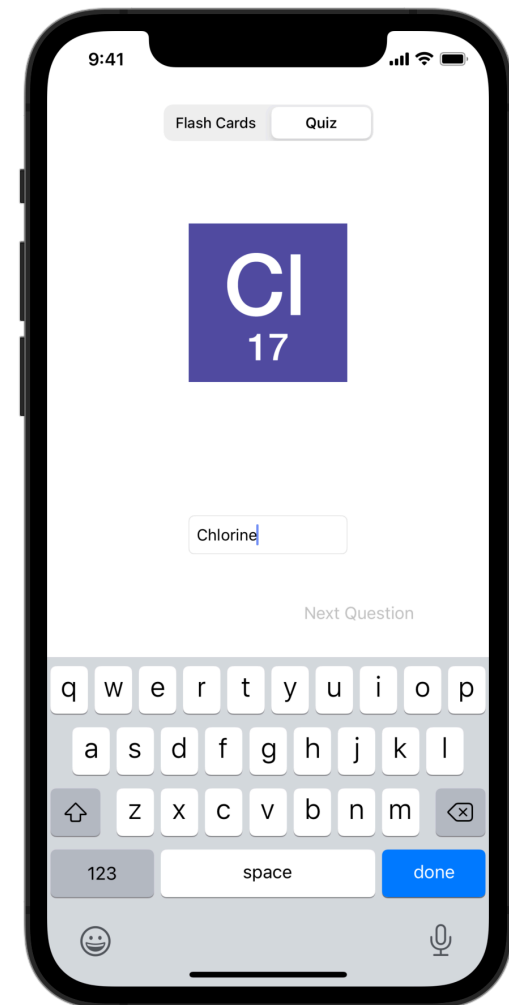 9:41
Flash Cards Quiz
Cl
17
Chlorine
Next Question
q w e r t y u i o p
a s d f g h j k l
z x c v b n m
123 space done